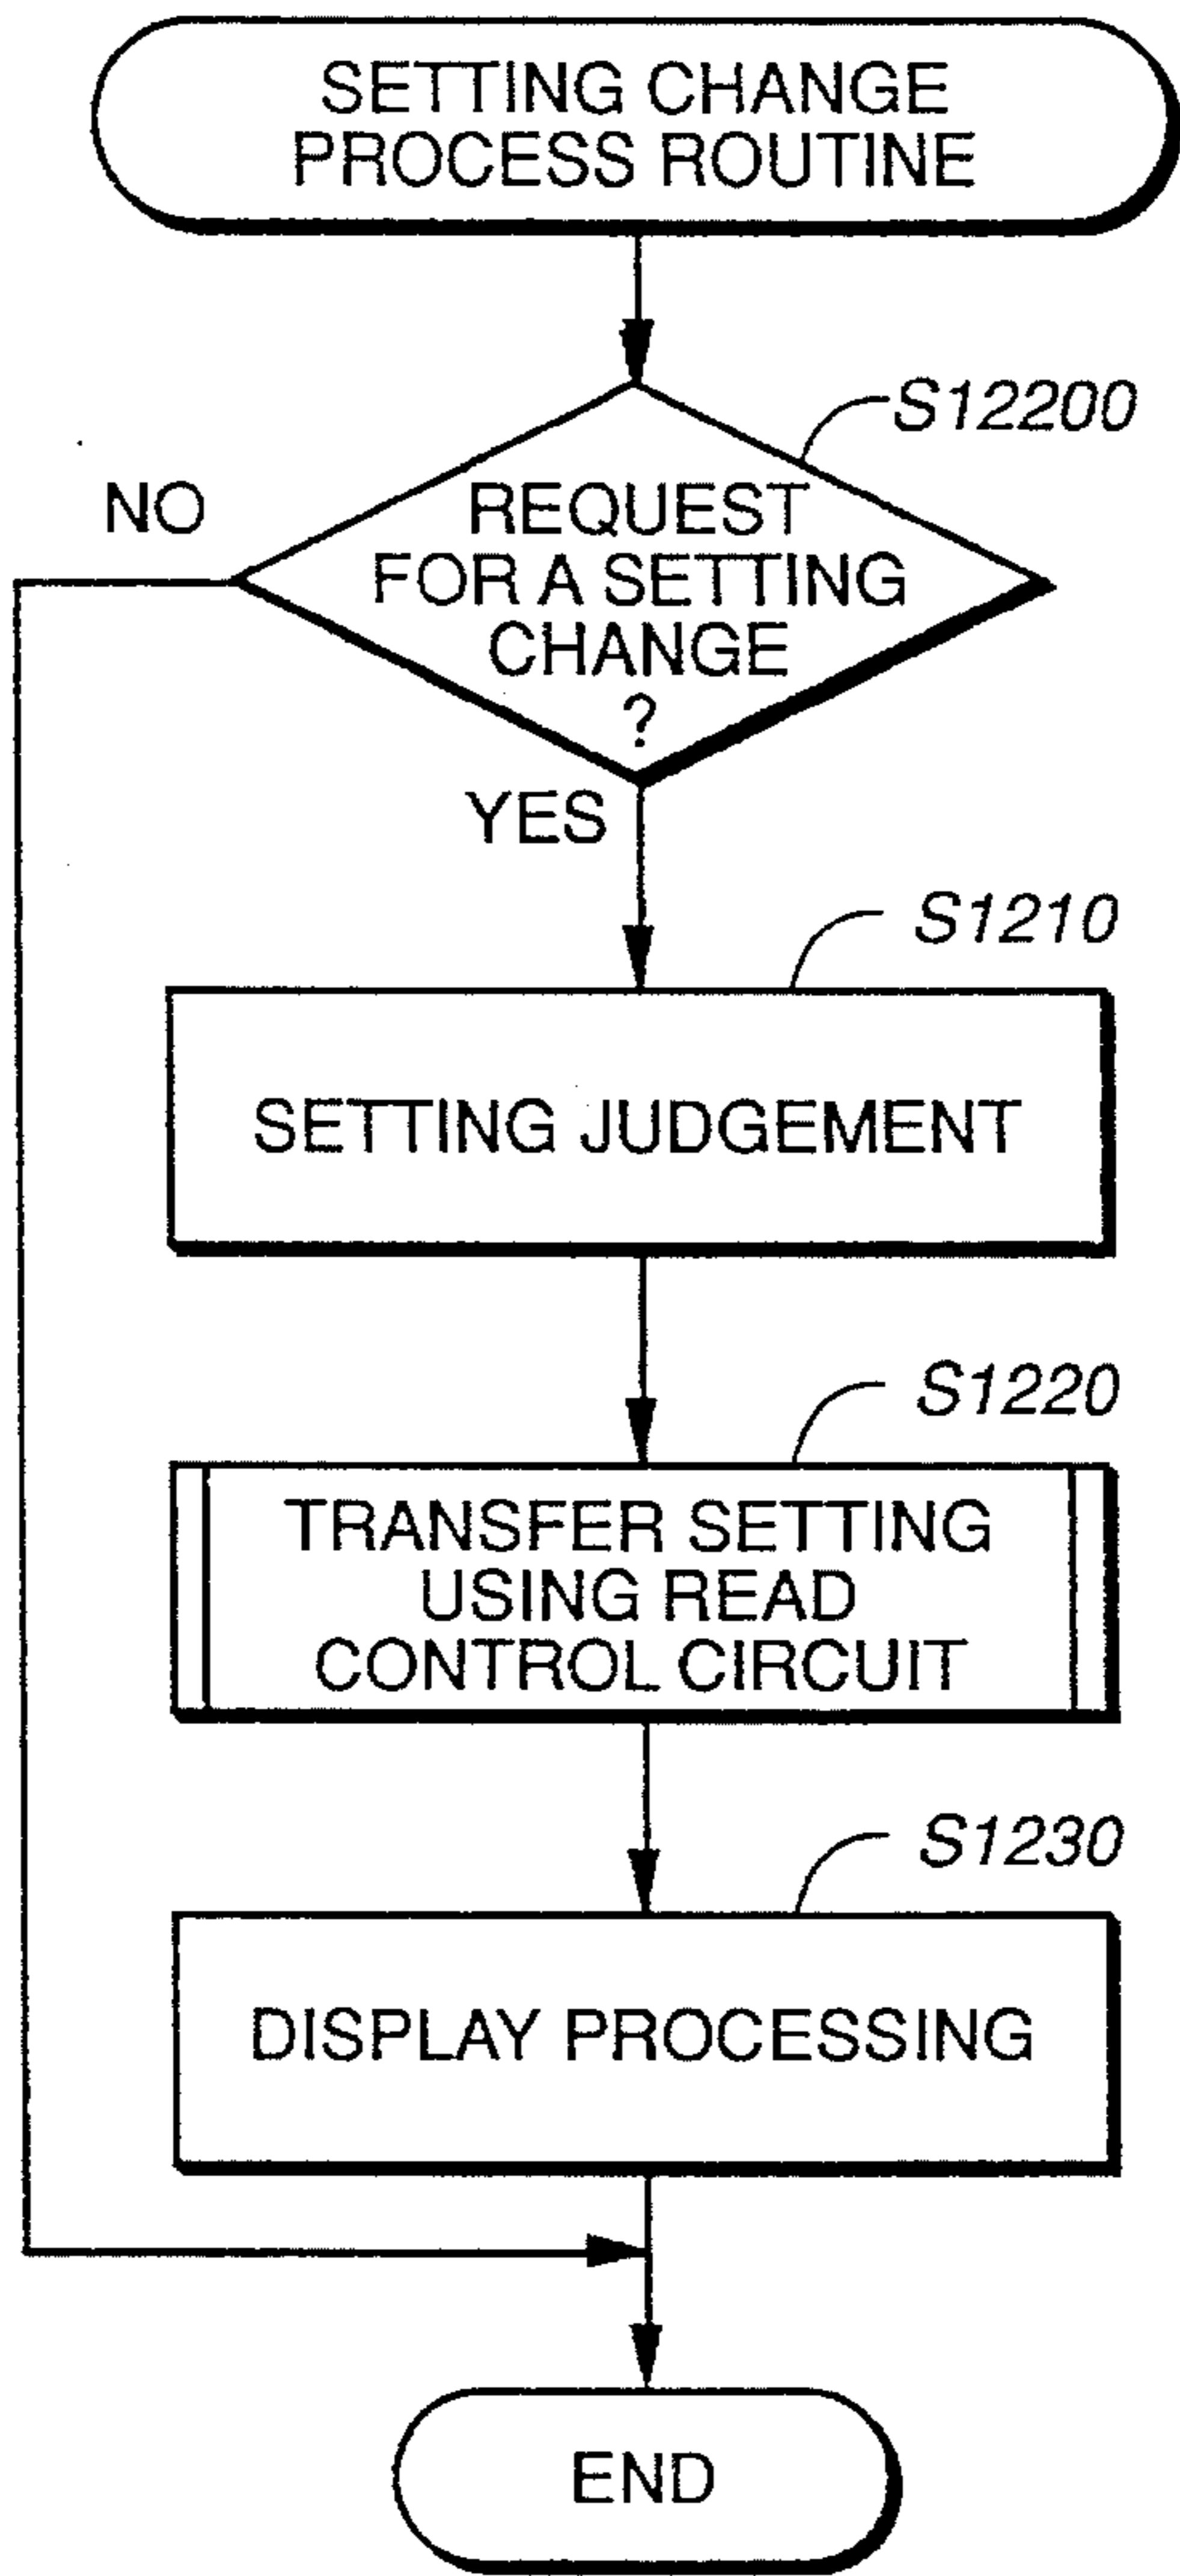 SETTING CHANGE
PROCESS ROUTINE
S12200
NO
REQUEST
FOR A SETTING
CHANGE
?
YES
S1210
SETTING JUDGEMENT
S1220
TRANSFER SETTING
USING READ
CONTROL CIRCUIT
S1230
DISPLAY PROCESSING
END